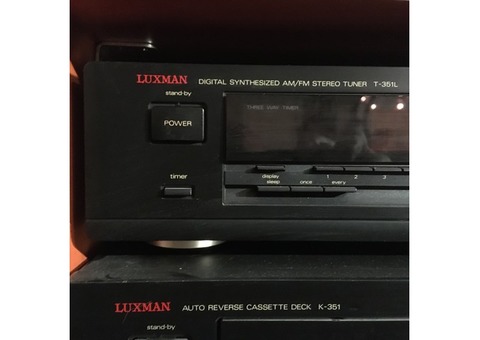 LUXMAN DIGITAL SYNTHESIZED AM/FM STEREO TUNER T-351L
stand-by
POWER
THREE WAY TIMER
timer
display 1 2 3
sleep once every
LUXMAN AUTO REVERSE CASSETTE DECK K-351
stand-by